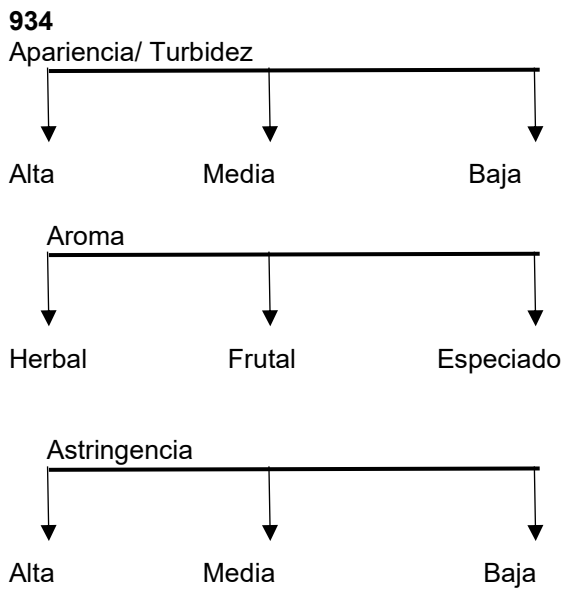 934
Apariencia/ Turbidez
Alta Media Baja
Aroma
Herbal Frutal Especiado
Astringencia
Alta Media Baja